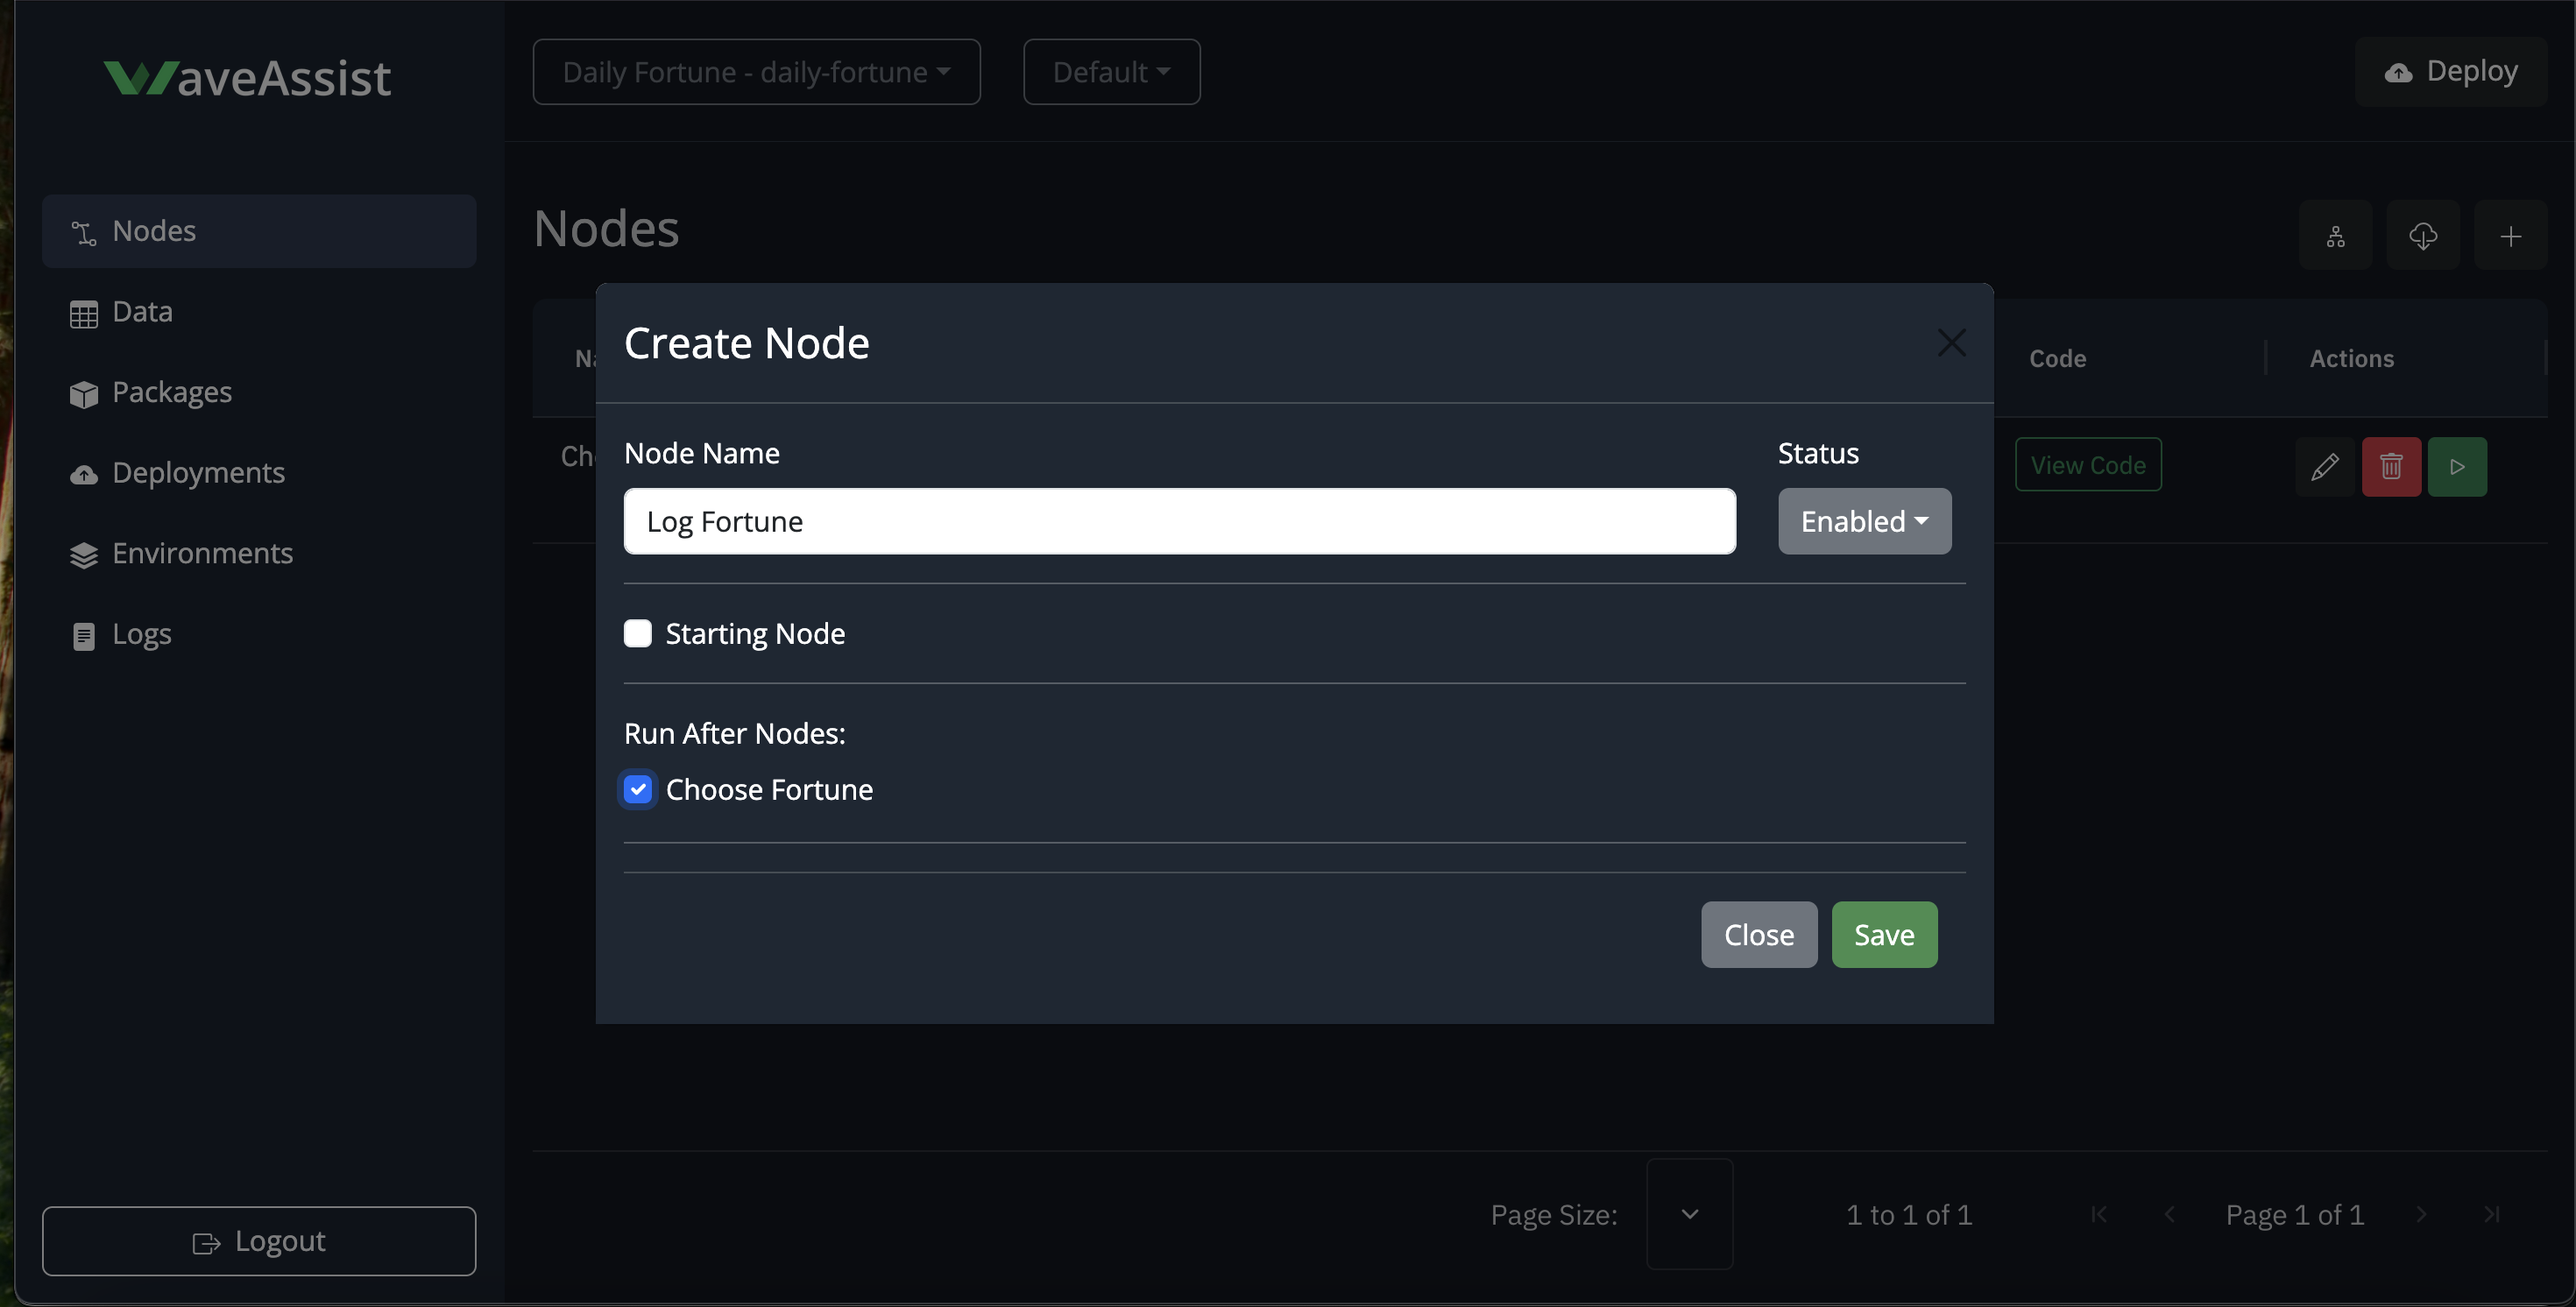 WaveAssist
Daily Fortune - daily-fortune
Default
Deploy
Nodes
Data
Packages
Deployments
Environments
Logs
Logout
Nodes
Code
Actions
View Code
Create Node
Node Name
Status
Log Fortune
Enabled
Starting Node
Run After Nodes:
Choose Fortune
Close
Save
Page Size:
1 to 1 of 1
Page 1 of 1